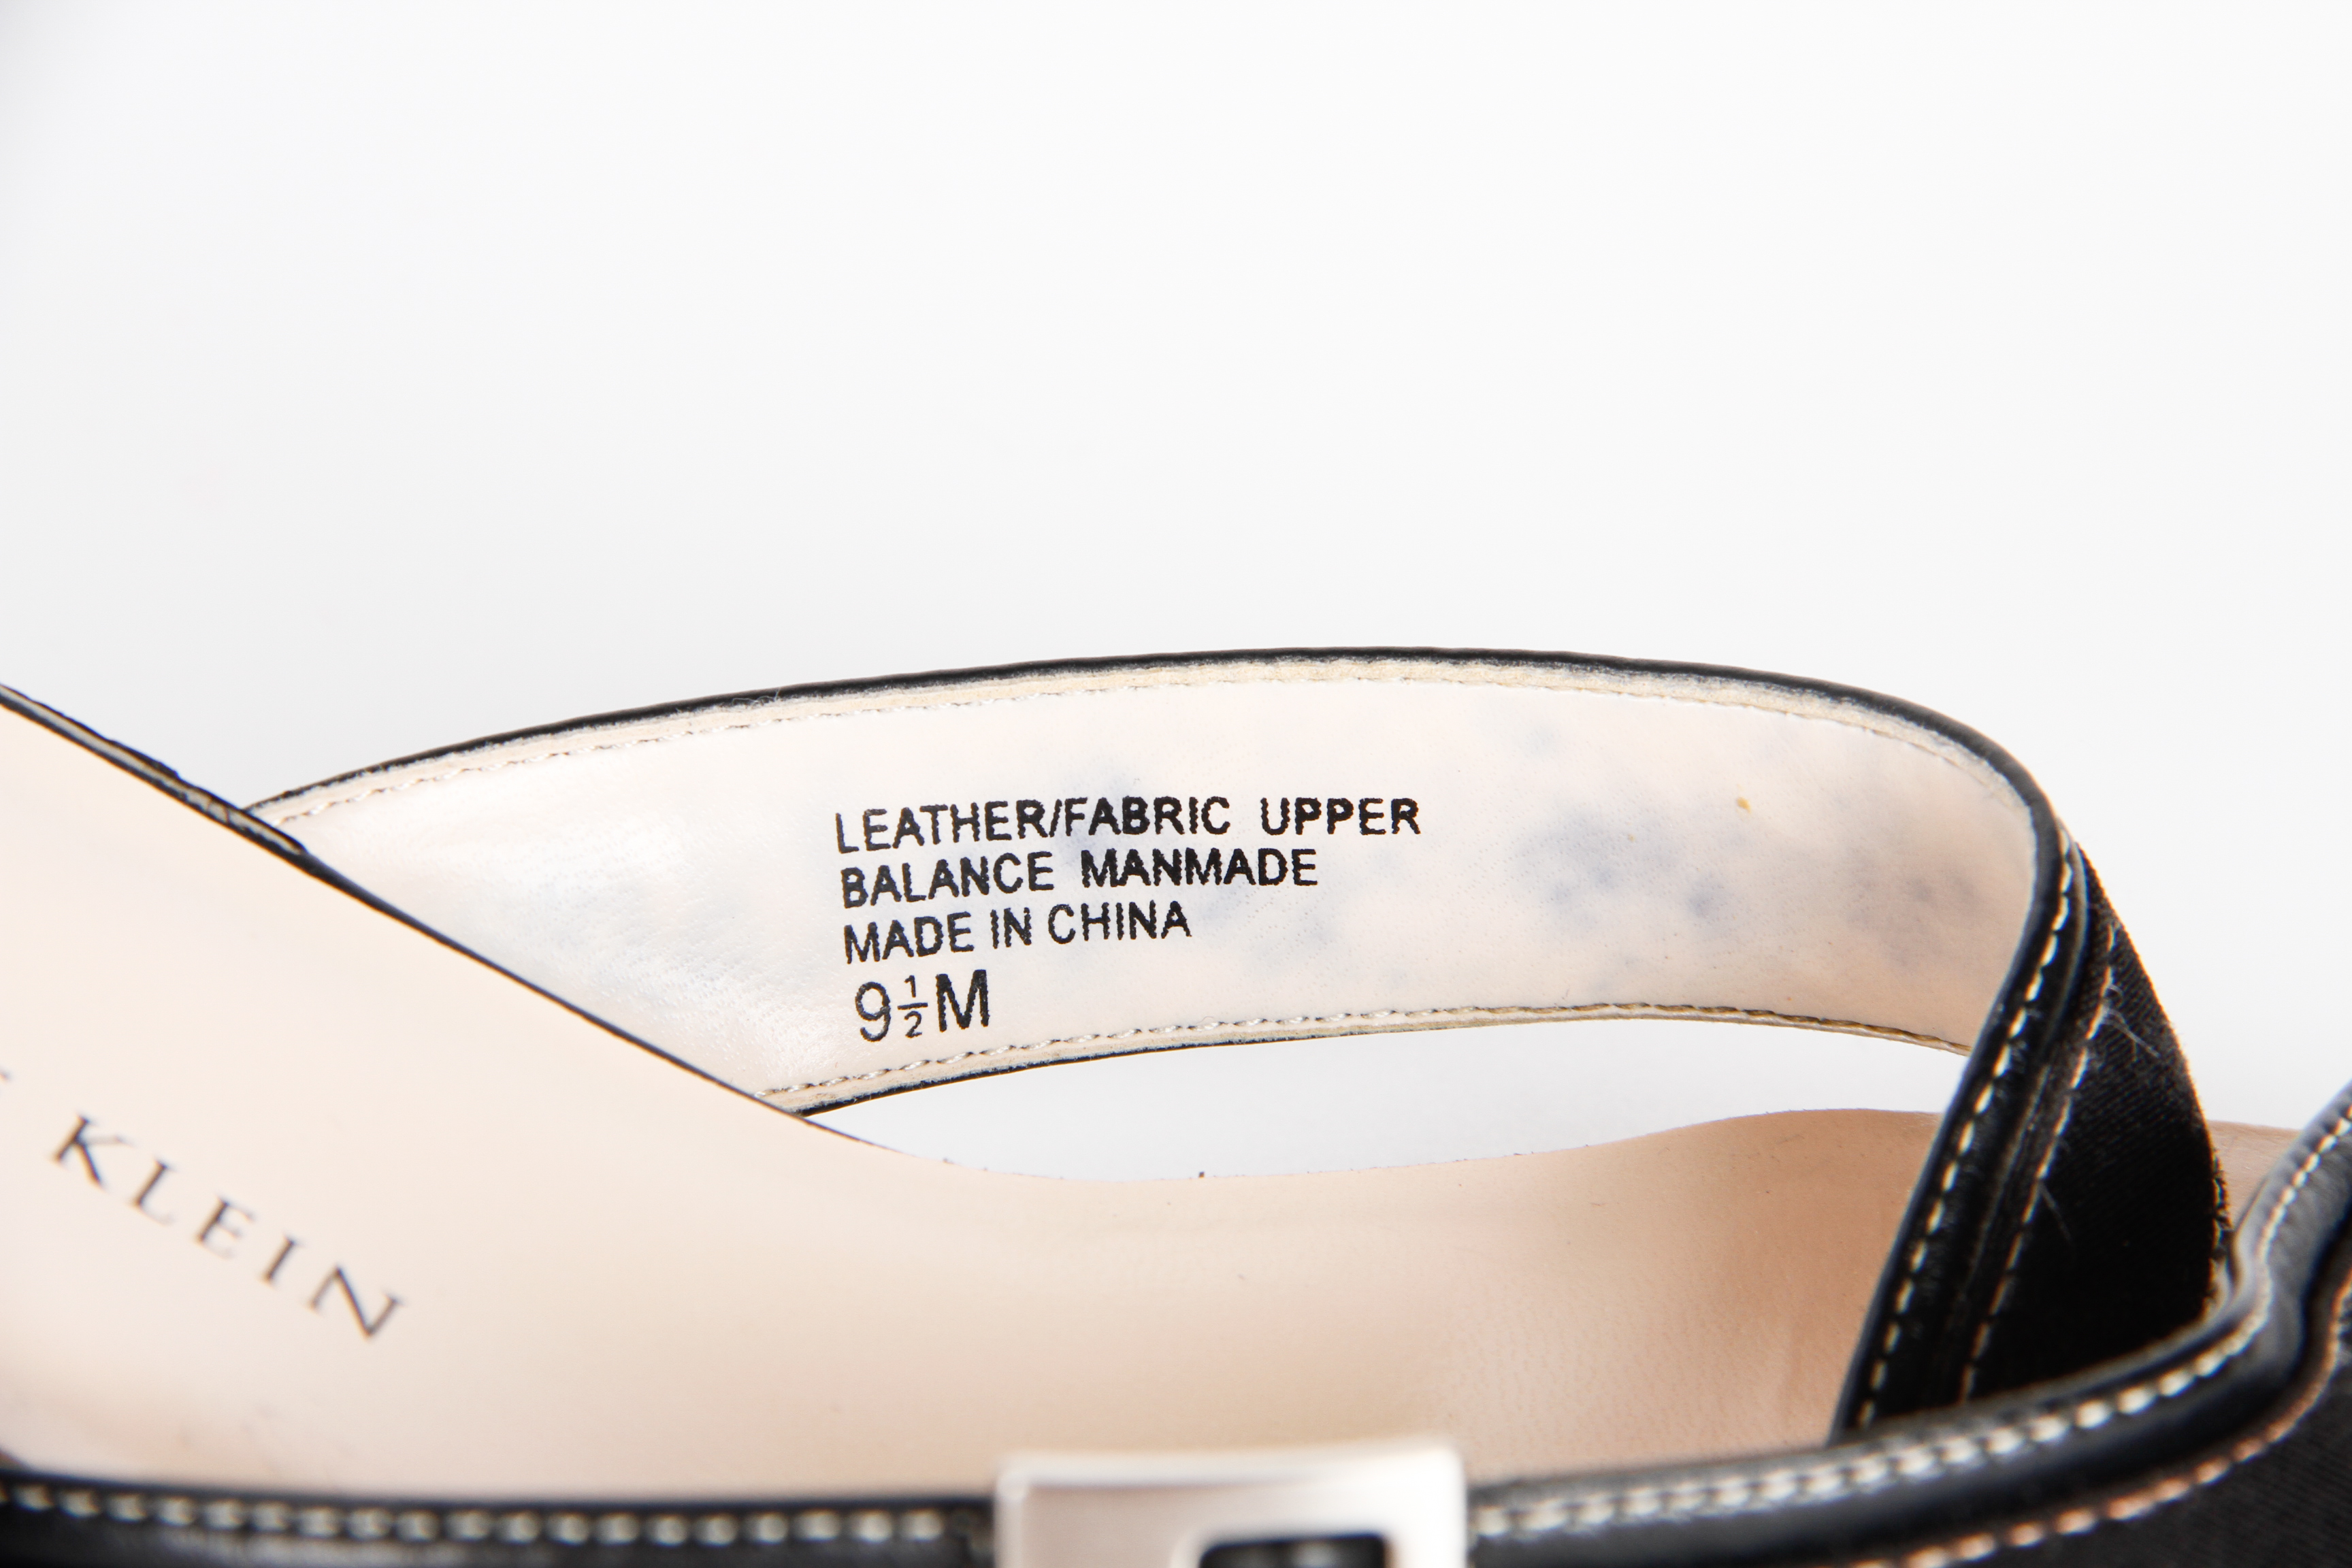 LEATHER/FABRIC UPPER
BALANCE MANMADE
MADE IN CHINA
9½M
KLEIN